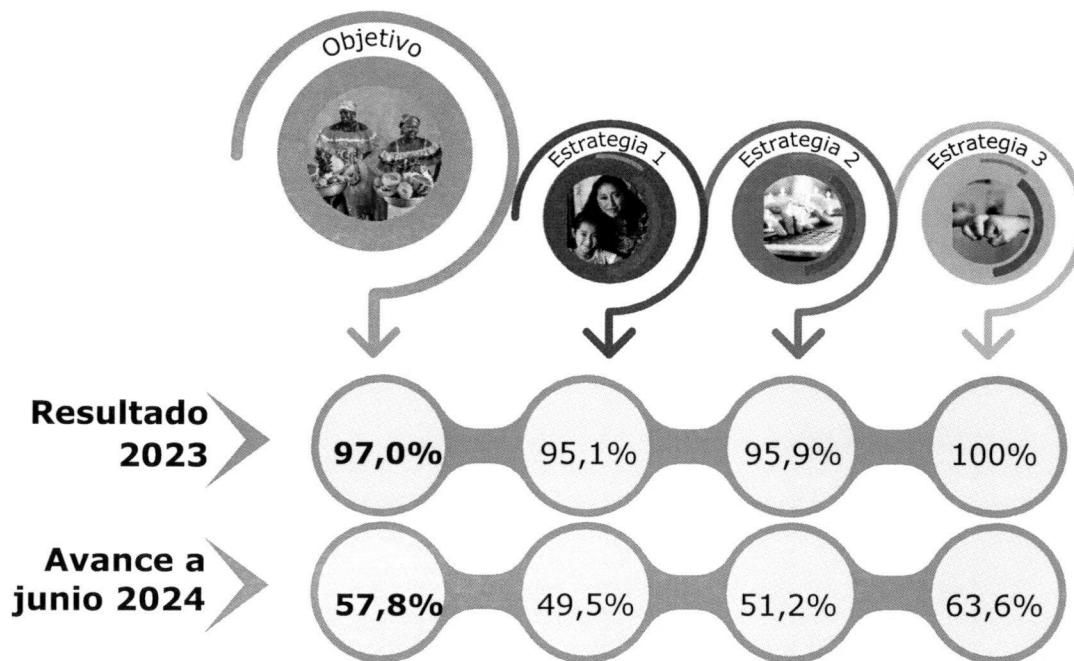 Objetivo
Estrategia 1
Estrategia 2
Estrategia 3
Resultado
2023
97,0%
95,1%
95,9%
100%
Avance a
junio 2024
57,8%
49,5%
51,2%
63,6%